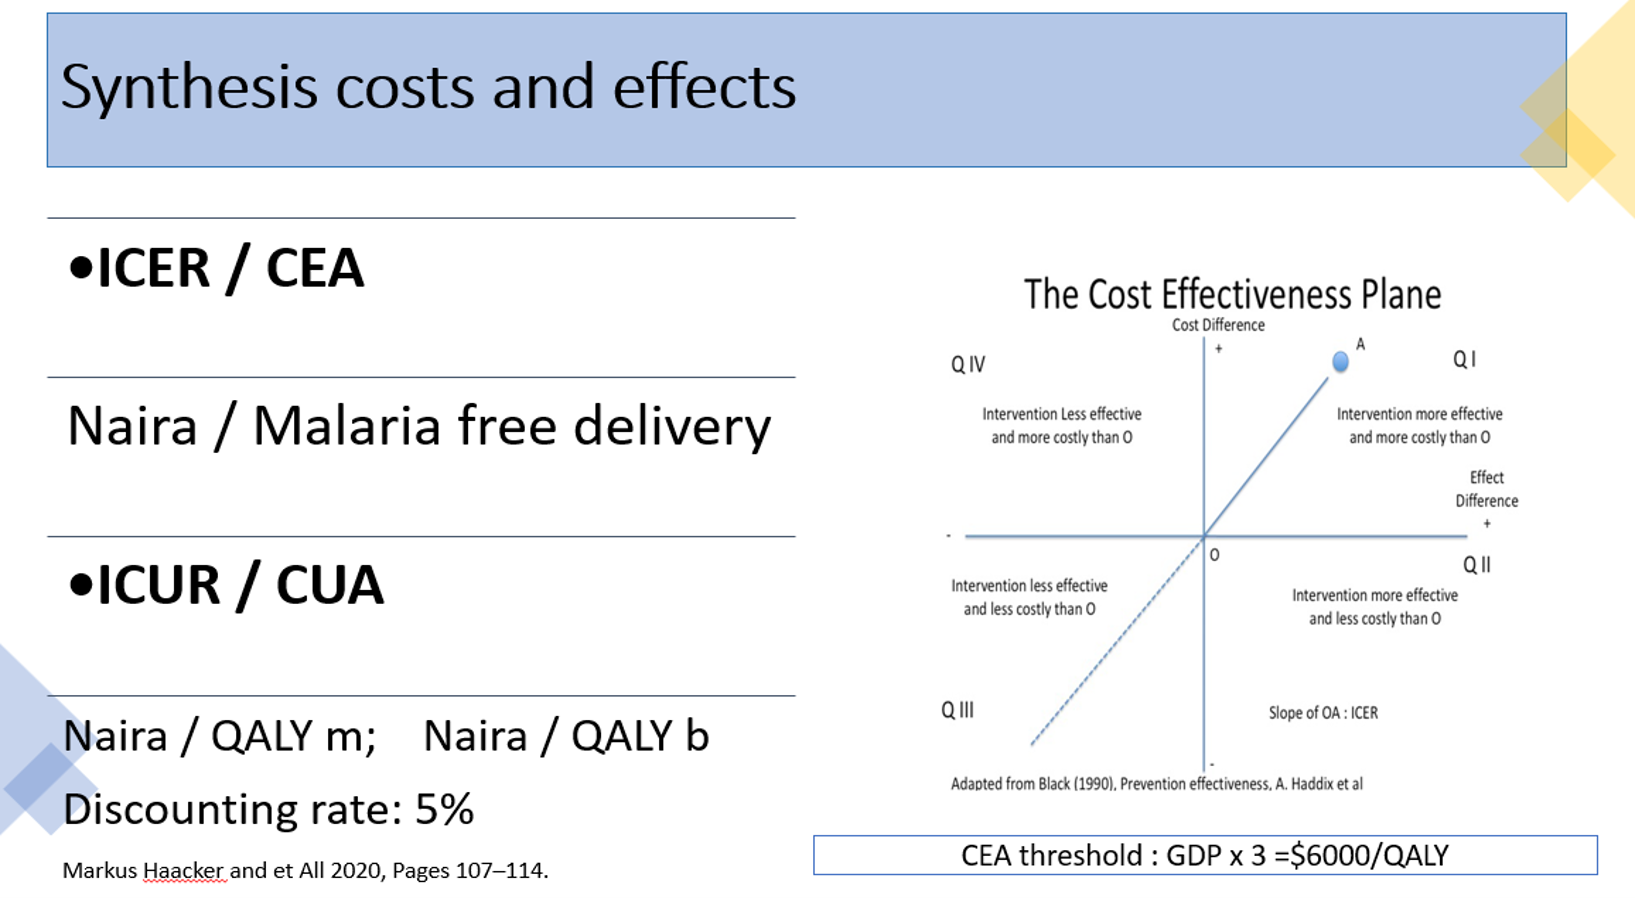 Synthesis costs and effects
•ICER / CEA
Naira / Malaria free delivery
•ICUR / CUA
Naira / QALY m; Naira / QALY b
Discounting rate: 5%
Markus Haacker and et All 2020, Pages 107–114.
The Cost Effectiveness Plane
Cost Difference
+
A
Q IV
Q I
Intervention Less effective
and more costly than O
Intervention more effective
and more costly than O
Effect
Difference
+
-
O
Q II
Intervention less effective
and less costly than O
Intervention more effective
and less costly than O
Q III
Slope of OA : ICER
-
Adapted from Black (1990), Prevention effectiveness, A. Haddix et al
CEA threshold : GDP x 3 =$6000/QALY